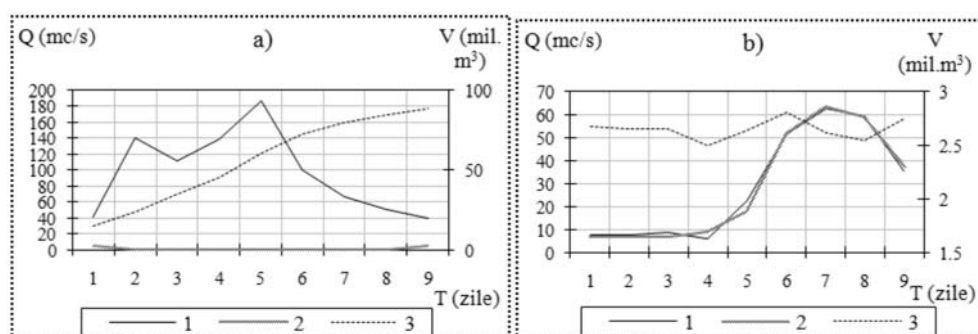 Q (mc/s) a) V (mil.
m³)
200 100
180
160
140
120
100 50
80
60
40
20
0 0
1 2 3 4 5 6 7 8 9
T (zile)
1 2 3
Q (mc/s) b) V
(mil.m³)
70 3
60
50 2.5
40
30 2
20
10
0 1.5
1 2 3 4 5 6 7 8 9
T (zile)
1 2 3